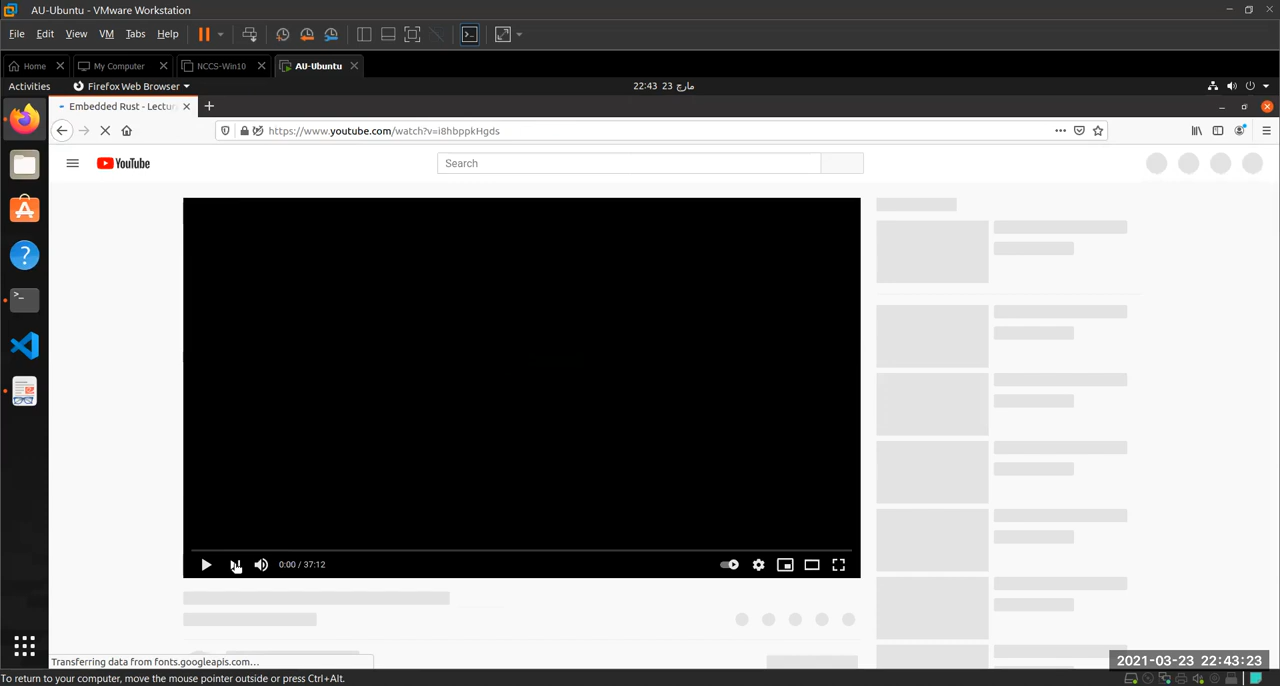 AU-Ubuntu - VMware Workstation
File Edit View VM Tabs Help
Home My Computer NCCS-Win10 AU-Ubuntu
Activities Firefox Web Browser 22:43 23 مارچ
Embedded Rust - Lectur
https://www.youtube.com/watch?v=i8hbppkHgds
YouTube Search
0:00 / 37:12
Transferring data from fonts.googleapis.com...
2021-03-23 22:43:23
To return to your computer, move the mouse pointer outside or press Ctrl+Alt.